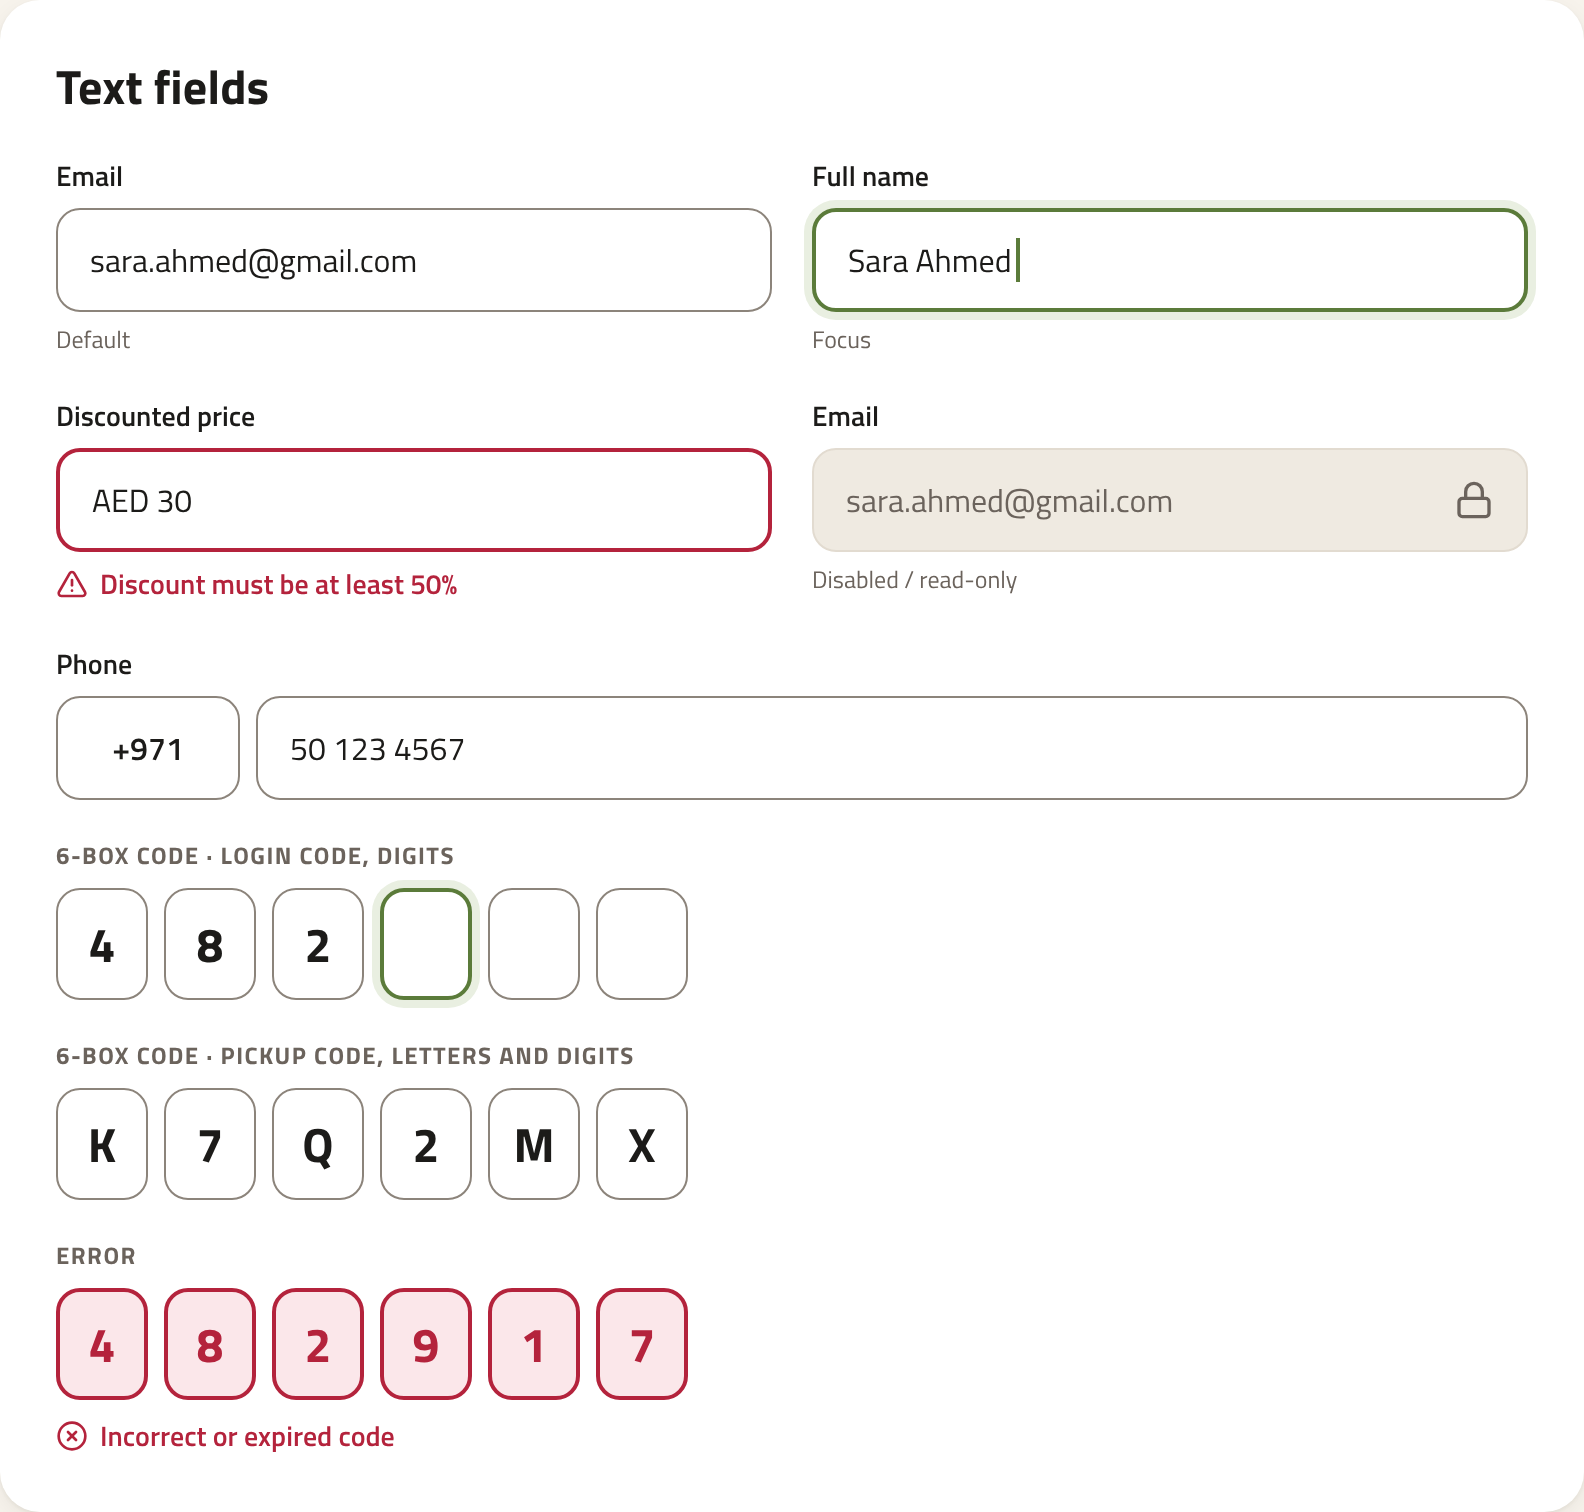 Text fields
Email
sara.ahmed@gmail.com
Default
Full name
Sara Ahmed
Focus
Discounted price
AED 30
Discount must be at least 50%
Email
sara.ahmed@gmail.com
Disabled / read-only
Phone
+971 50 123 4567
6-BOX CODE · LOGIN CODE, DIGITS
4 8 2
6-BOX CODE · PICKUP CODE, LETTERS AND DIGITS
K 7 Q 2 M X
ERROR
4 8 2 9 1 7
Incorrect or expired code